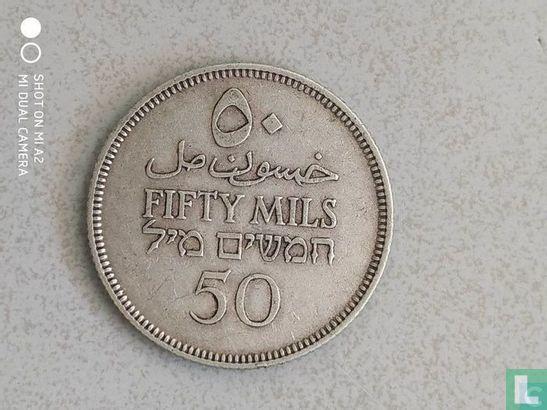 ٥٠
خمسون مل
FIFTY MILS
חמשים מיל
50
SHOT ON MI A2
MI DUAL CAMERA